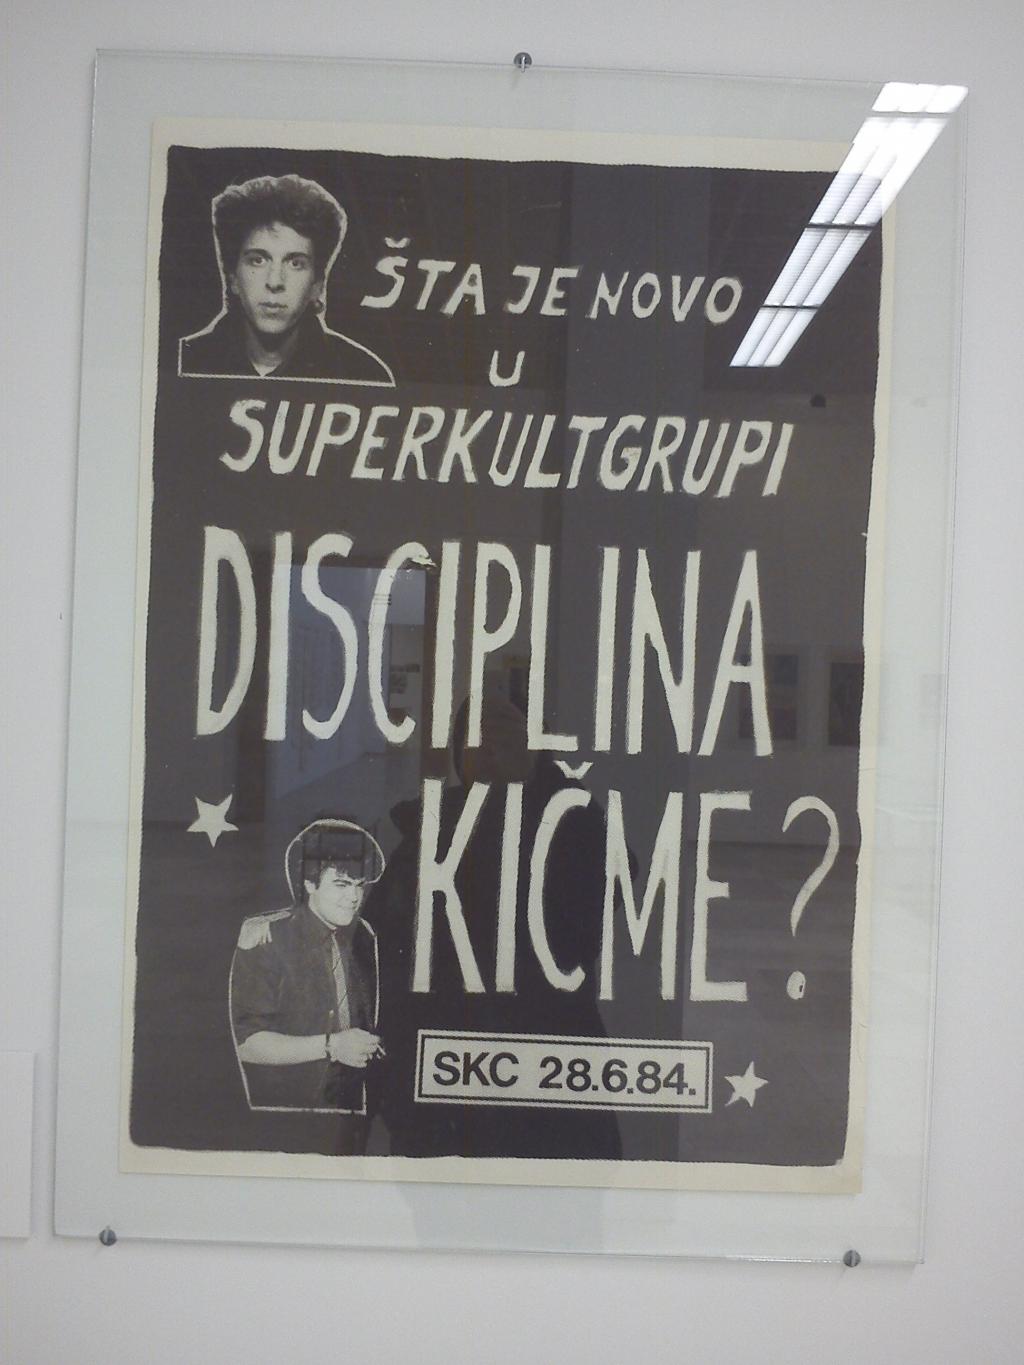 ŠTA JE NOVO
U
SUPERKULTGRUPI
DISCIPLINA
KIČME?
SKC 28.6.84.